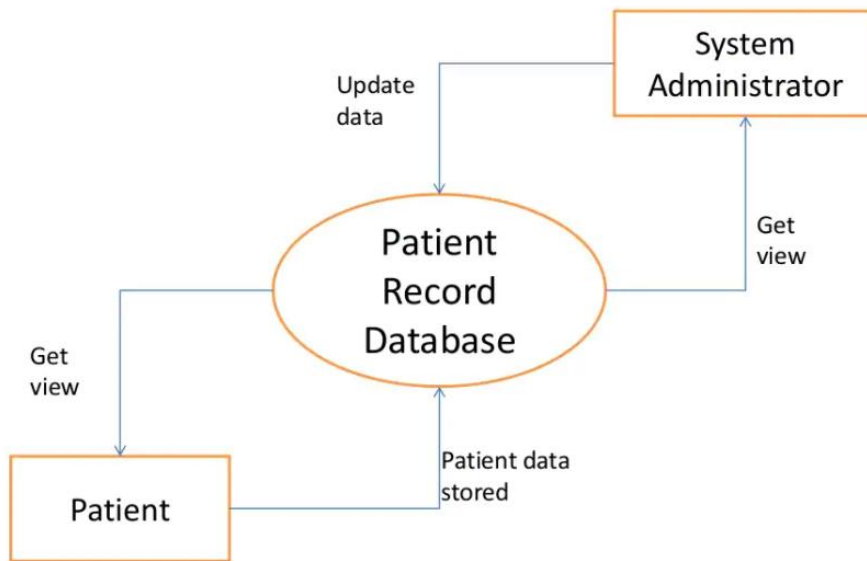 System
Administrator
Update
data
Patient
Record
Database
Get
view
Get
view
Patient data
stored
Patient